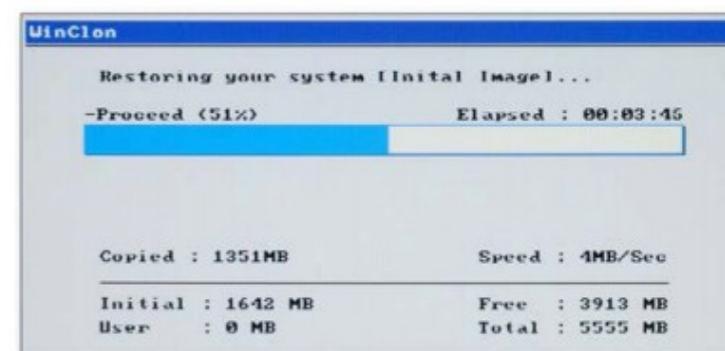 WinClon
Restoring your system [Inital Image]...
-Proceed (51%) Elapsed : 00:03:45
Copied : 1351MB Speed : 4MB/Sec
Initial : 1642 MB Free : 3913 MB
User : 0 MB Total : 5555 MB